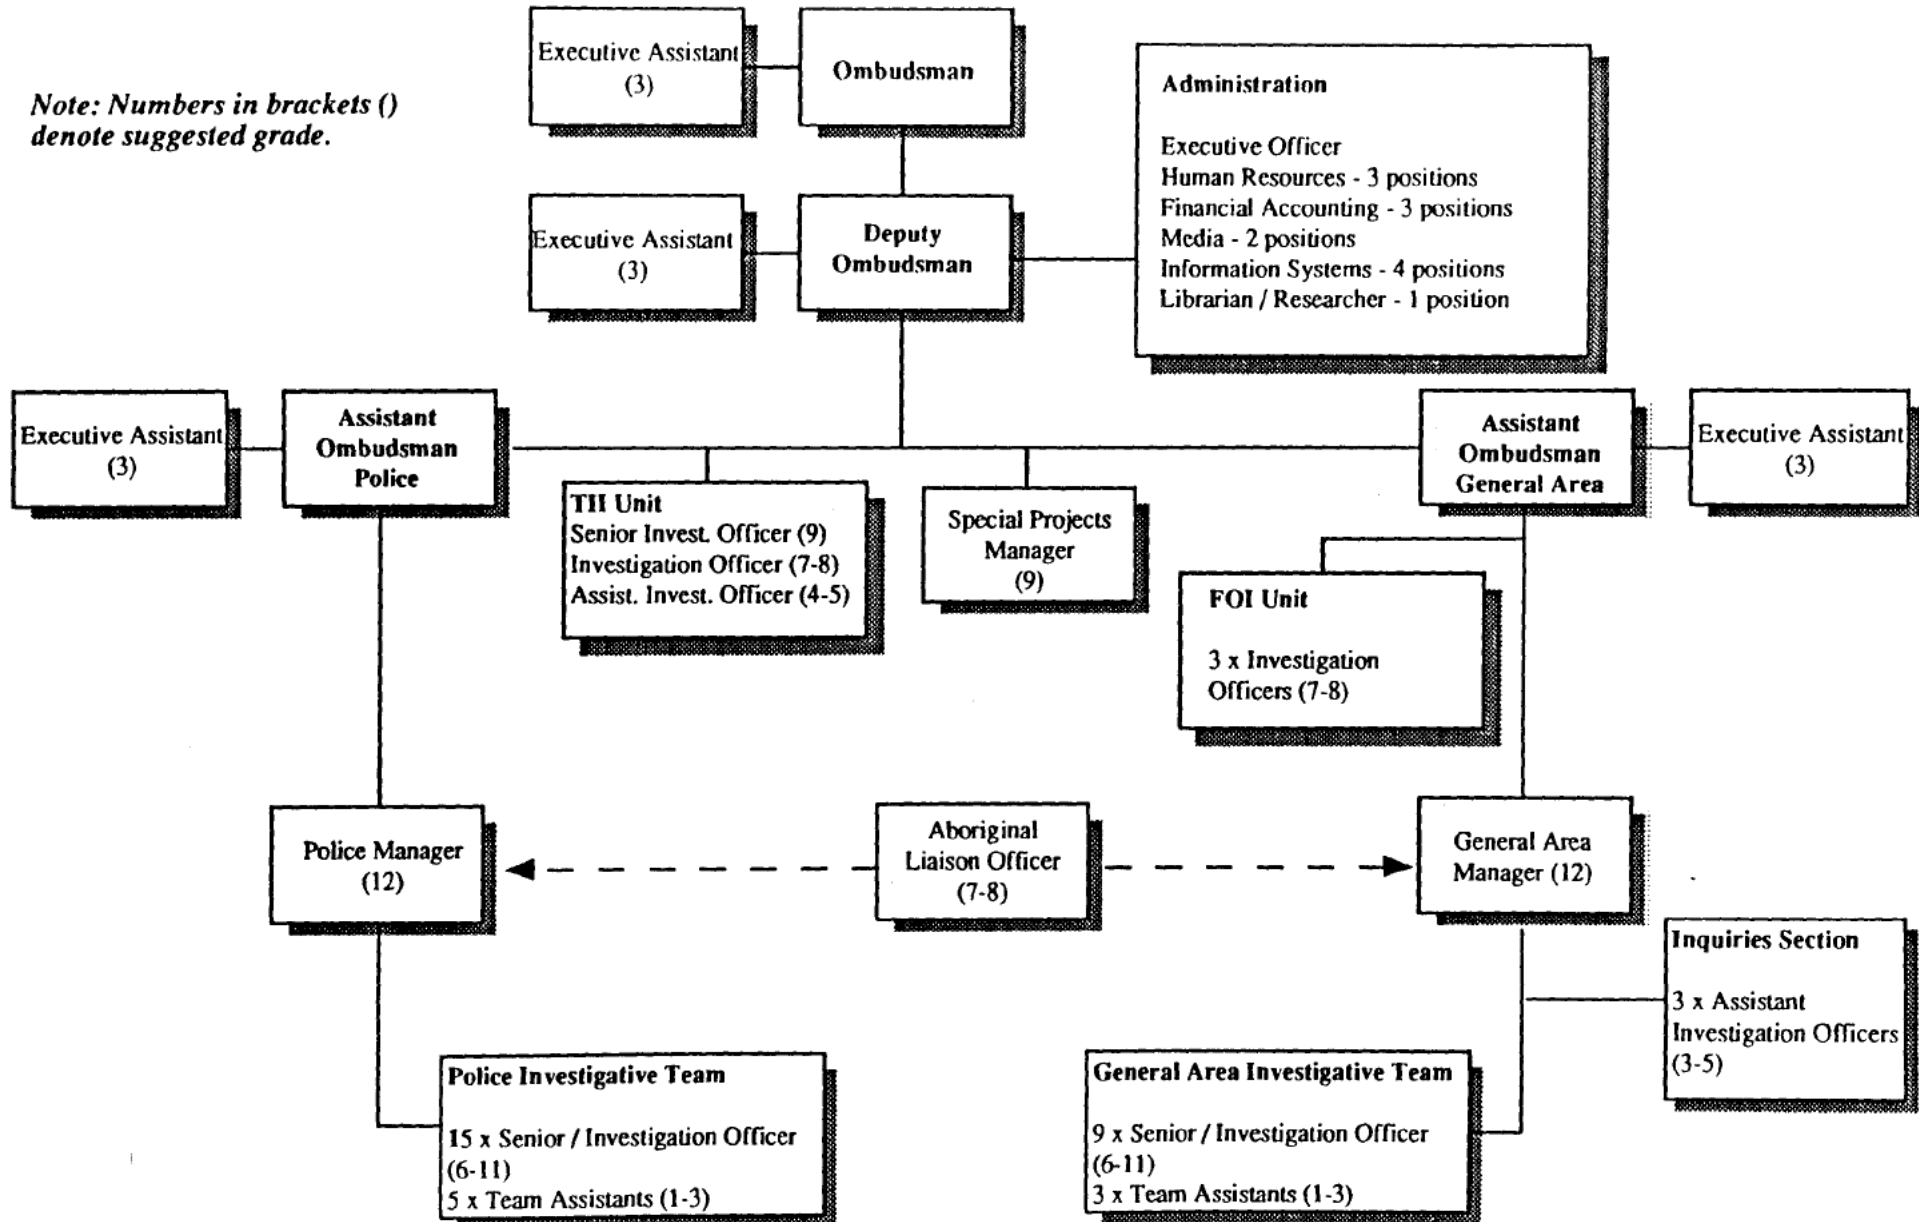 Executive Assistant
(3)
Ombudsman
Note: Numbers in brackets ()
denote suggested grade.
Administration
Executive Officer
Human Resources - 3 positions
Financial Accounting - 3 positions
Media - 2 positions
Information Systems - 4 positions
Librarian / Researcher - 1 position
Executive Assistant
(3)
Deputy
Ombudsman
Executive Assistant
(3)
Assistant
Ombudsman
Police
Assistant
Ombudsman
General Area
Executive Assistant
(3)
TII Unit
Senior Invest. Officer (9)
Investigation Officer (7-8)
Assist. Invest. Officer (4-5)
Special Projects
Manager
(9)
FOI Unit
3 x Investigation
Officers (7-8)
Police Manager
(12)
Aboriginal
Liaison Officer
(7-8)
General Area
Manager (12)
Inquiries Section
3 x Assistant
Investigation Officers
(3-5)
Police Investigative Team
15 x Senior / Investigation Officer
(6-11)
5 x Team Assistants (1-3)
General Area Investigative Team
9 x Senior / Investigation Officer
(6-11)
3 x Team Assistants (1-3)